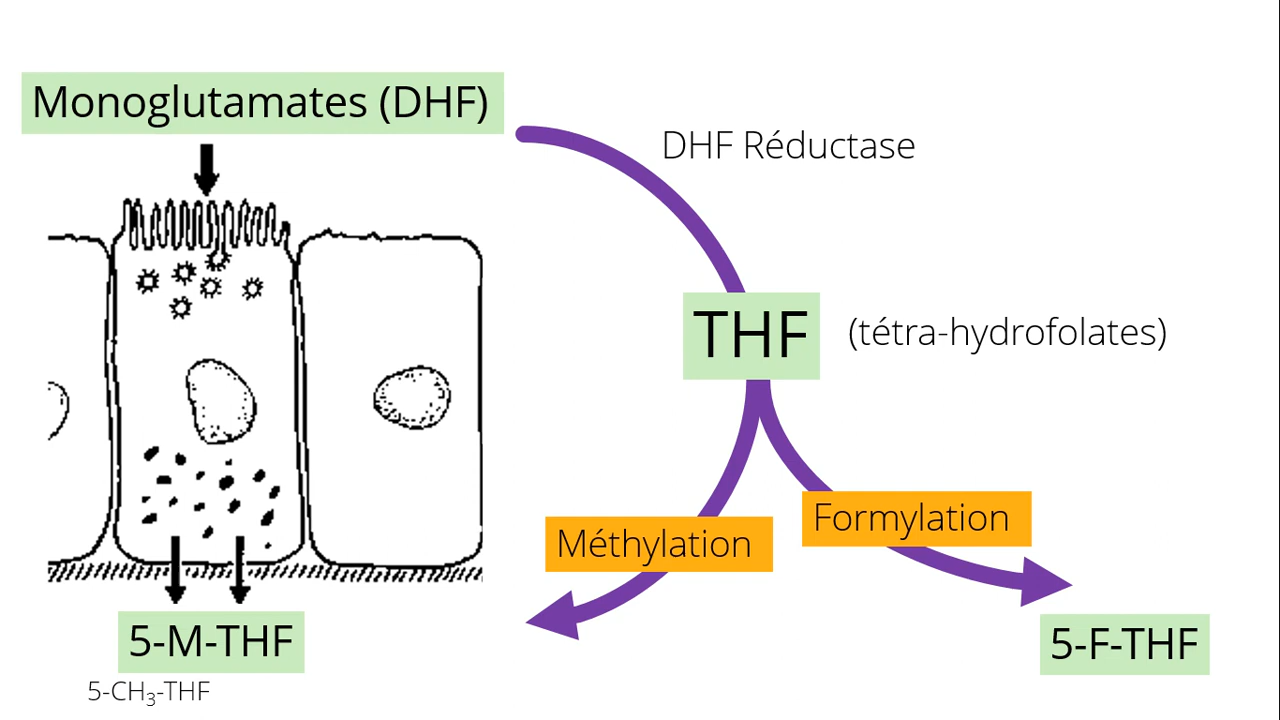 Monoglutamates (DHF)
DHF Réductase
THF
(tétra-hydrofolates)
Formylation
Méthylation
5-M-THF
5-F-THF
5-CH₃-THF